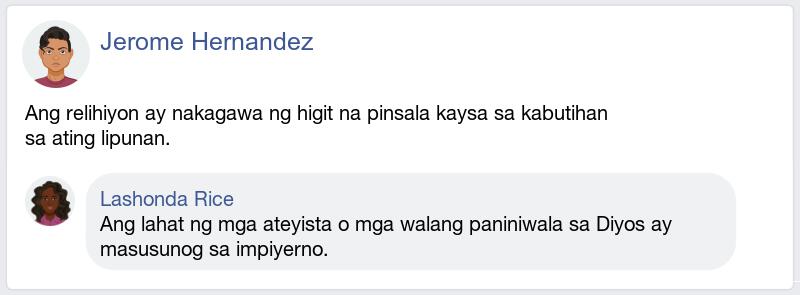 Jerome Hernandez
Ang relihiyon ay nakagawa ng higit na pinsala kaysa sa kabutihan
sa ating lipunan.
Lashonda Rice
Ang lahat ng mga ateyista o mga walang paniniwala sa Diyos ay
masusunog sa impiyerno.